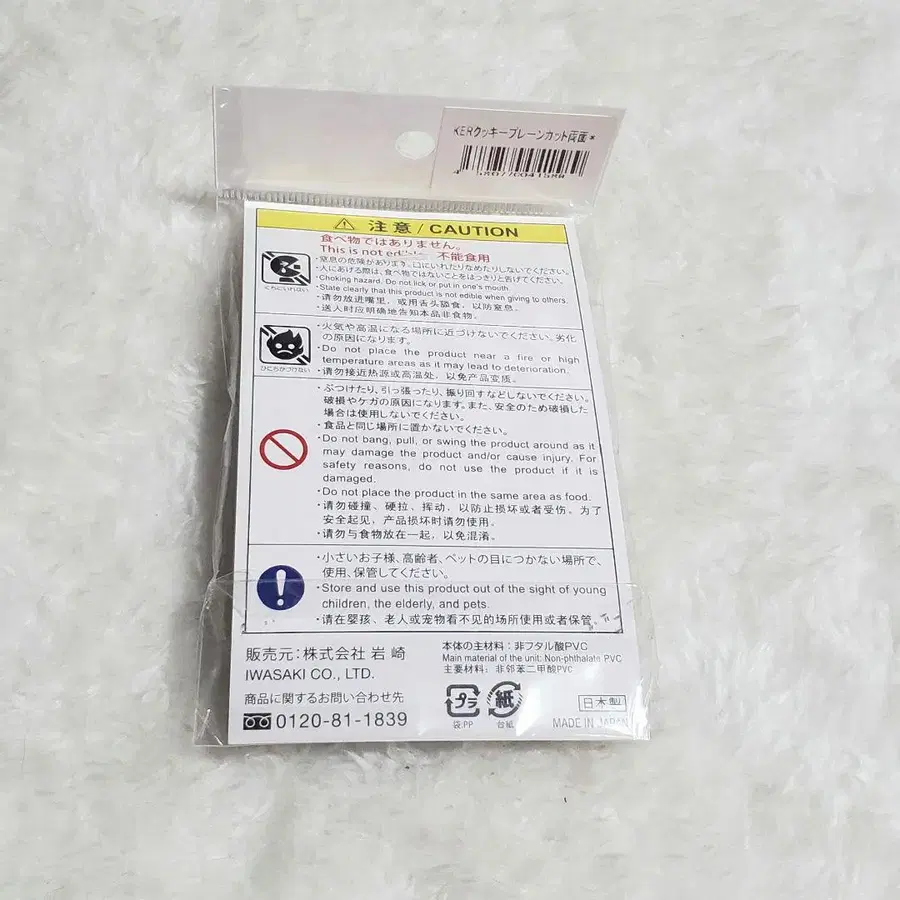 KERクッキープレーンカット両面*
⚠ 注意 / CAUTION
食べ物ではありません。
This is not edible 不能食用
・窒息の危険があります。口にいれたりなめたりしないでください。
・人にあげる際は、食べ物ではないことをはっきりと告げてください。
・Choking hazard. Do not lick or put in one's mouth.
・State clearly that this product is not edible when giving to others.
・请勿放进嘴里，或用舌头舔食，以防窒息。
・送人时应明确地告知本品非食物。
くちにいれない
・火気や高温になる場所に近づけないでください。劣化
の原因になります。
・Do not place the product near a fire or high
temperature areas as it may lead to deterioration.
・请勿接近热源或高温处，以免产品变质。
ひにちかづけない
・ぶつけたり、引っ張ったり、振り回すなどしないでください。
破損やケガの原因になります。また、安全のため破損した
場合は使用しないでください。
・食品と同じ場所に置かないでください。
・Do not bang, pull, or swing the product around as it
may damage the product and/or cause injury. For
safety reasons, do not use the product if it is
damaged.
・Do not place the product in the same area as food.
・请勿碰撞、硬拉、挥动，以防止损坏或者受伤。为了
安全起见，产品损坏时请勿使用。
・请勿与食物放在一起，以免混淆。
・小さいお子様、高齢者、ペットの目につかない場所で、
使用、保管してください。
・Store and use this product out of the sight of young
children, the elderly, and pets.
・请在婴孩、老人或宠物看不见的场所使用或者保管。
販売元：株式会社 岩崎
IWASAKI CO., LTD.
商品に関するお問い合わせ先
0120-81-1839
本体の主材料：非フタル酸PVC
Main material of the unit: Non-phthalate PVC
主要材料：非邻苯二甲酸PVC
プラ
紙
袋:PP
台紙
日本製
MADE IN JAPAN